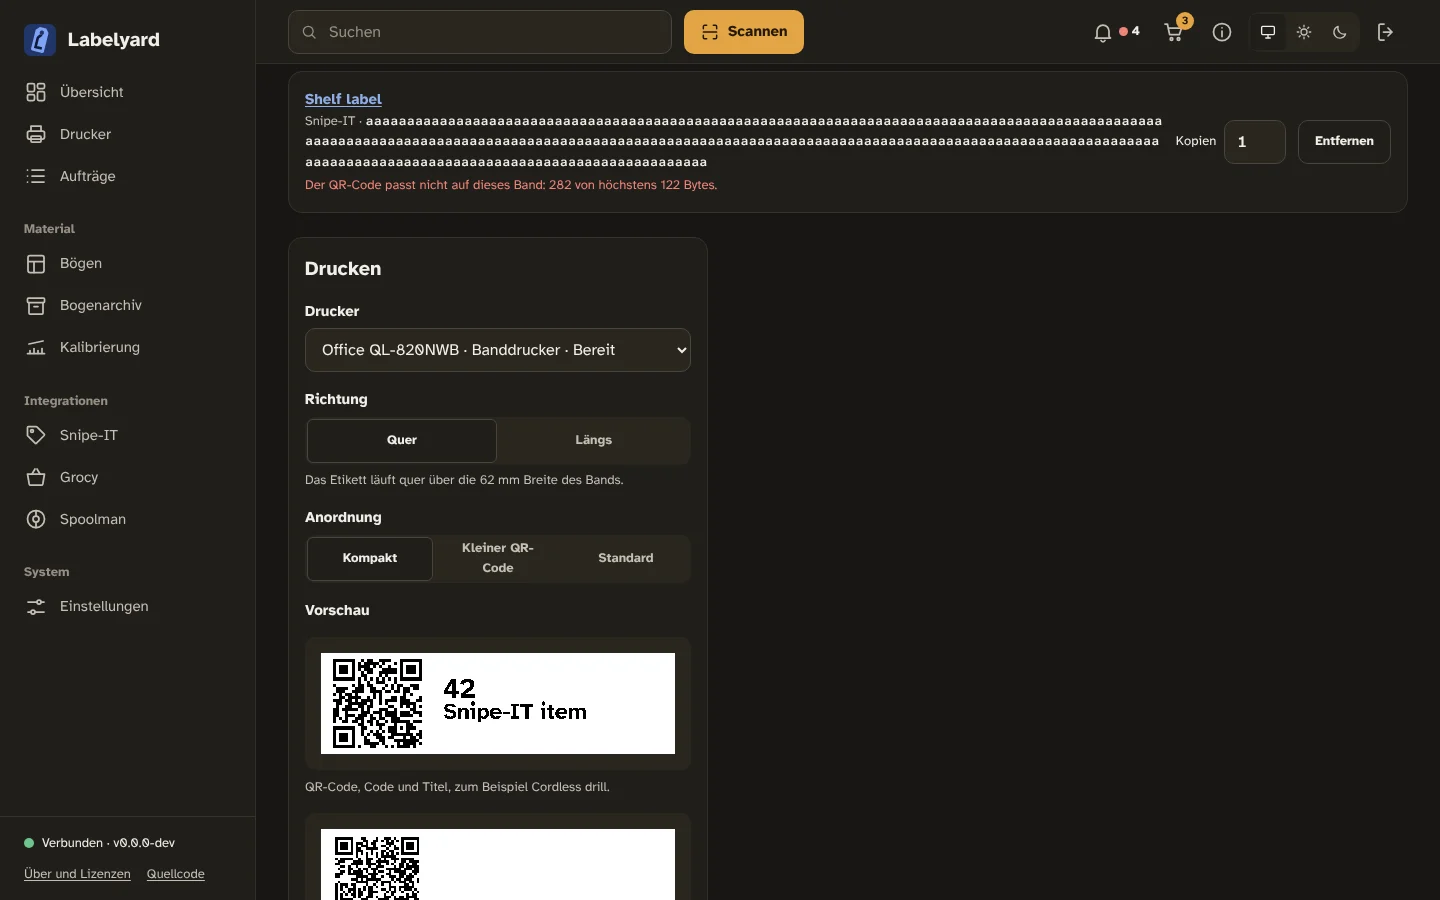 Labelyard
Suchen
Scannen
4
3
Übersicht
Drucker
Aufträge
Material
Bögen
Bogenarchiv
Kalibrierung
Integrationen
Snipe-IT
Grocy
Spoolman
System
Einstellungen
Verbunden · v0.0.0-dev
Über und Lizenzen
Quellcode
Shelf label
Snipe-IT ·
Kopien
1
Entfernen
Der QR-Code passt nicht auf dieses Band: 282 von höchstens 122 Bytes.
Drucken
Drucker
Office QL-820NWB · Banddrucker · Bereit
Richtung
Quer
Längs
Das Etikett läuft quer über die 62 mm Breite des Bands.
Anordnung
Kompakt
Kleiner QR-
Code
Standard
Vorschau
42
Snipe-IT item
QR-Code, Code und Titel, zum Beispiel Cordless drill.